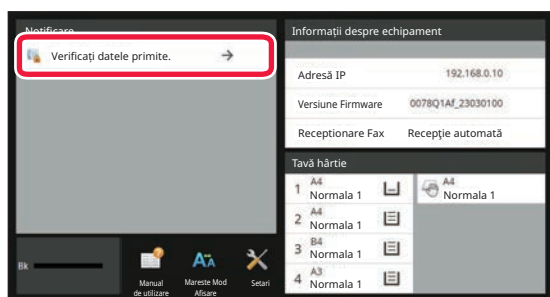 Notificare
Verificați datele primite.
Bk
Manual
de utilizare
Mareste Mod
Afisare
Setari
Informații despre echipament
Adresă IP 192.168.0.10
Versiune Firmware 0078Q1Af_23030100
Receptionare Fax Recepție automată
Tavă hârtie
1 A4
Normala 1
A4
Normala 1
2 A4
Normala 1
3 B4
Normala 1
4 A3
Normala 1